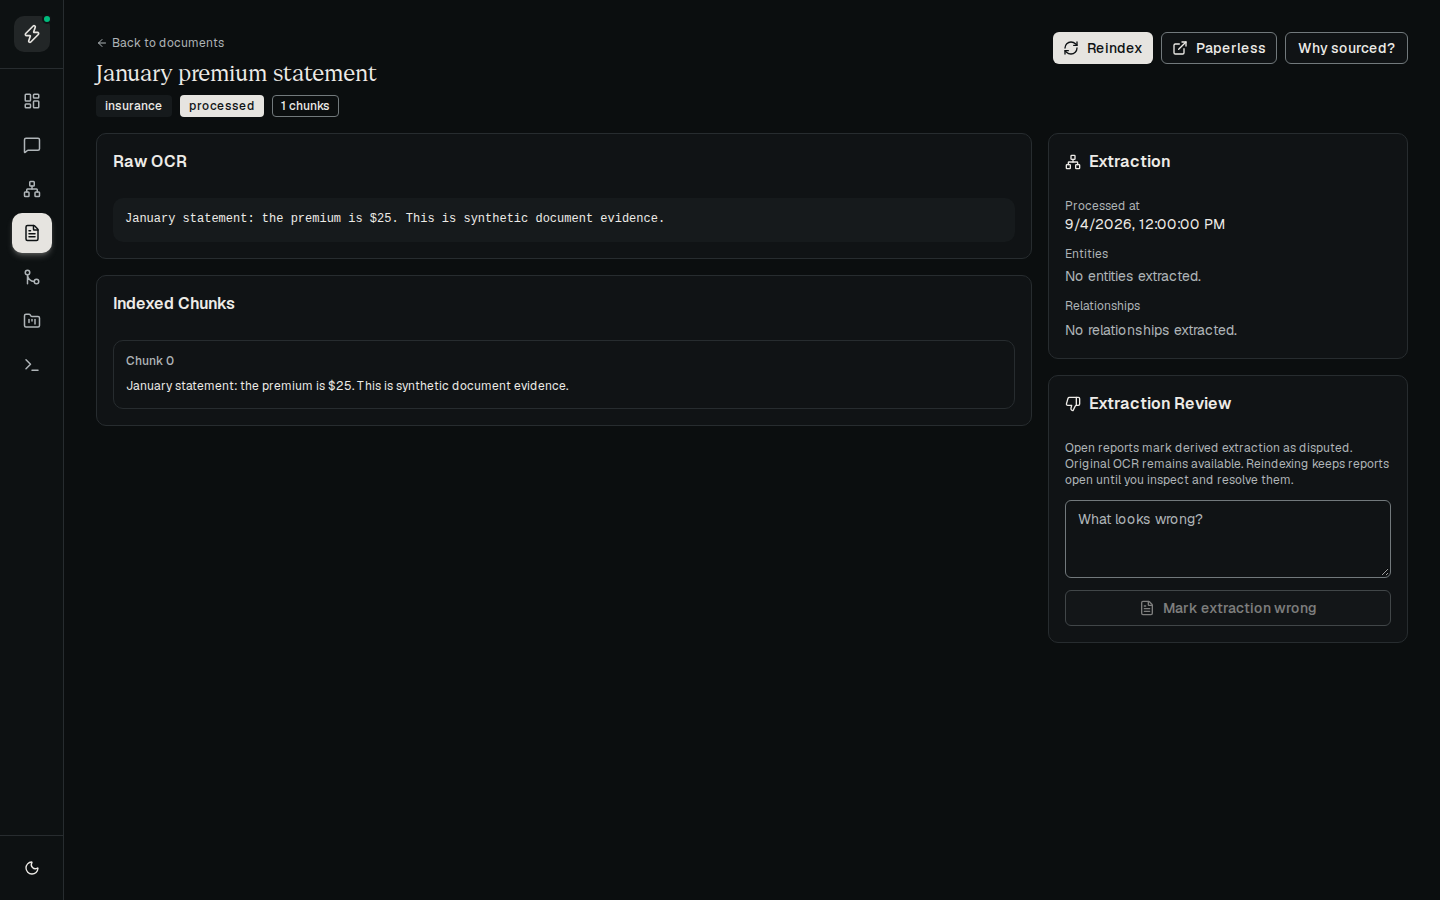 Back to documents
January premium statement
insurance processed 1 chunks
Reindex Paperless Why sourced?
Raw OCR
January statement: the premium is $25. This is synthetic document evidence.
Indexed Chunks
Chunk 0
January statement: the premium is $25. This is synthetic document evidence.
Extraction
Processed at
9/4/2026, 12:00:00 PM
Entities
No entities extracted.
Relationships
No relationships extracted.
Extraction Review
Open reports mark derived extraction as disputed.
Original OCR remains available. Reindexing keeps reports
open until you inspect and resolve them.
What looks wrong?
Mark extraction wrong